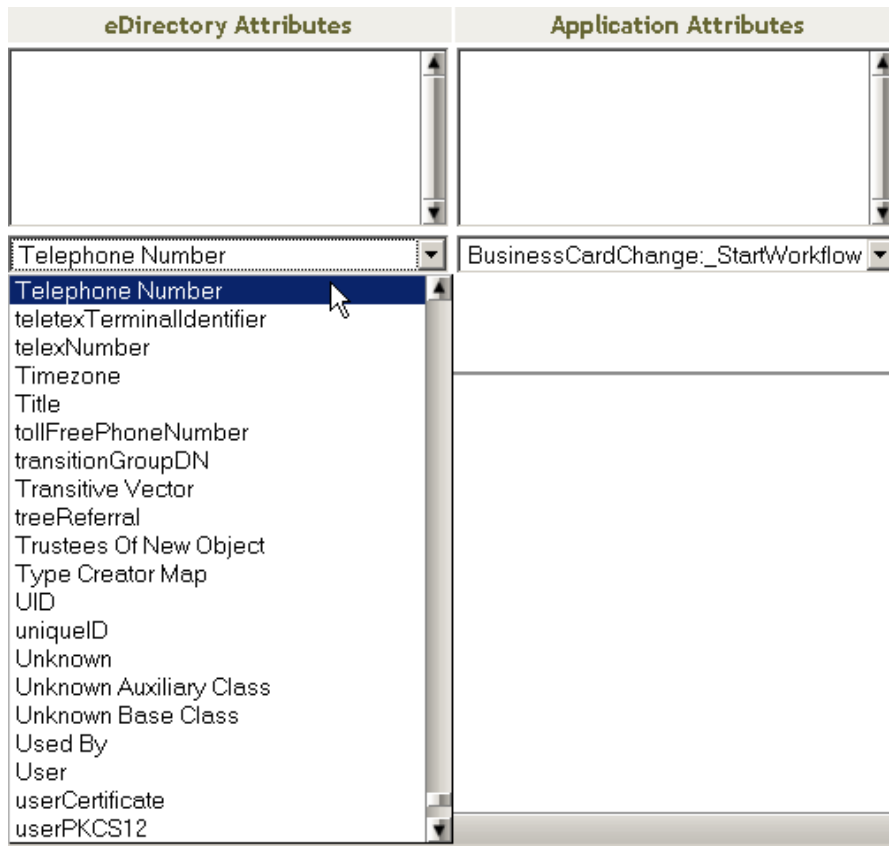 eDirectory Attributes
Application Attributes
Telephone Number
BusinessCardChange:_StartWorkflow
Telephone Number
teletexTerminalIdentifier
telexNumber
Timezone
Title
tollFreePhoneNumber
transitionGroupDN
Transitive Vector
treeReferral
Trustees Of New Object
Type Creator Map
UID
uniqueID
Unknown
Unknown Auxiliary Class
Unknown Base Class
Used By
User
userCertificate
userPKCS12